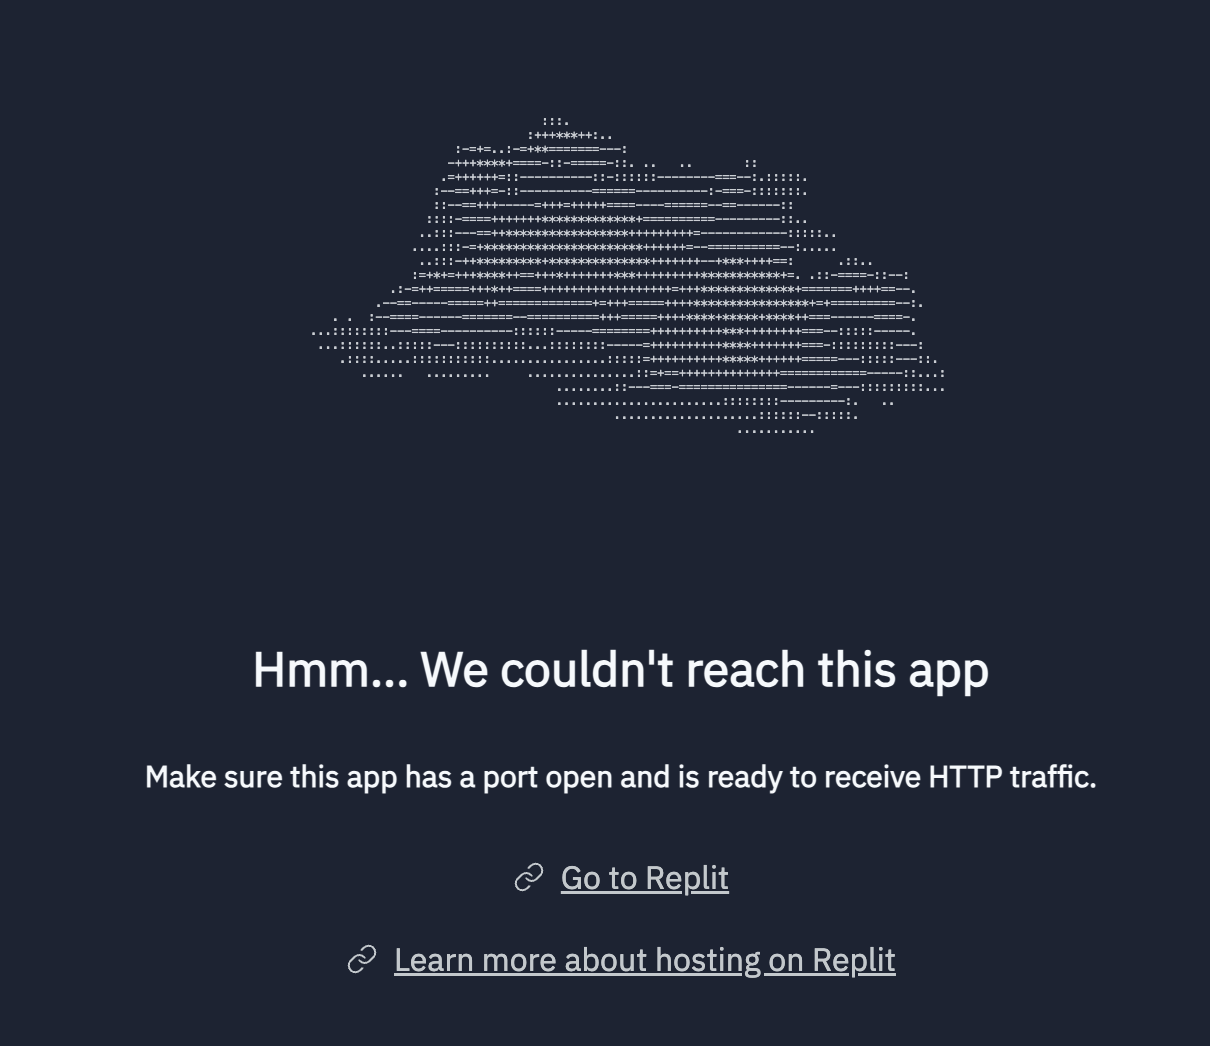 Hmm... We couldn't reach this app
Make sure this app has a port open and is ready to receive HTTP traffic.
Go to Replit
Learn more about hosting on Replit